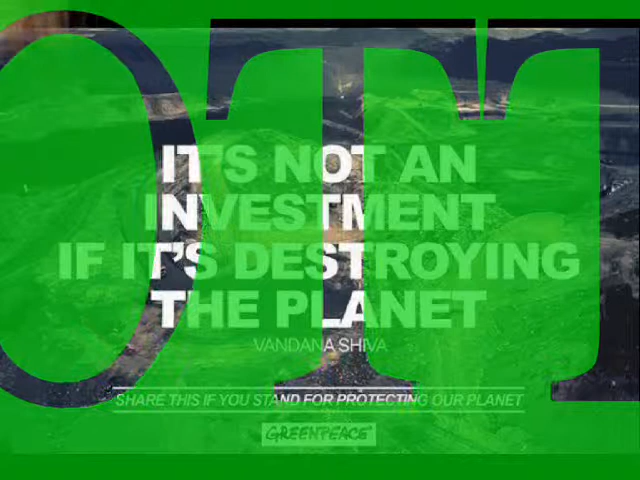 OTT
IT'S NOT AN
INVESTMENT
IF IT'S DESTROYING
THE PLANET
VANDANA SHIVA
SHARE THIS IF YOU STAND FOR PROTECTING OUR PLANET
GREENPEACE